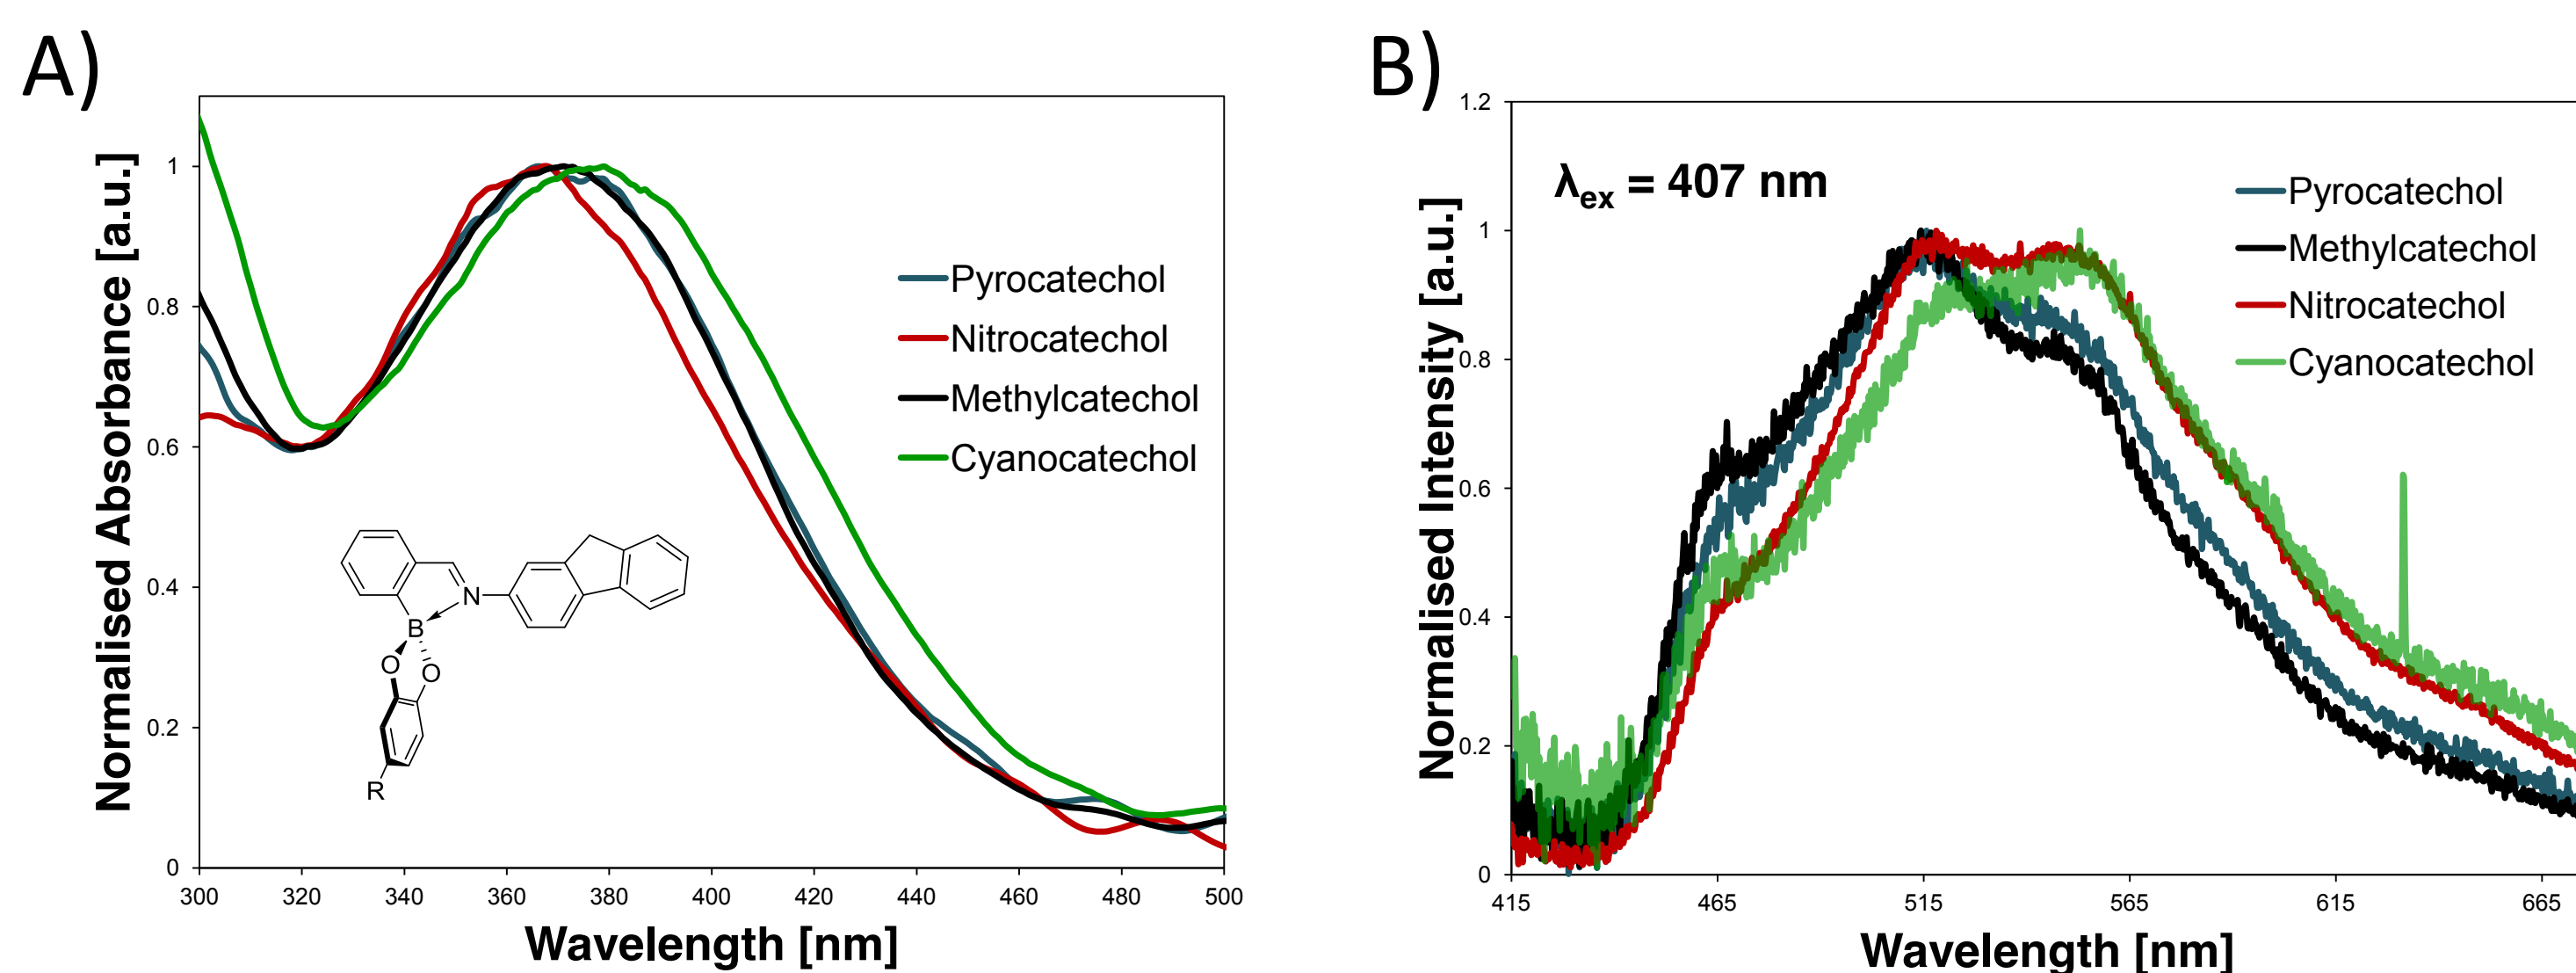 A)
Normalised Absorbance [a.u.]
1
0.8
0.6
0.4
0.2
0
300 320 340 360 380 400 420 440 460 480 500
Wavelength [nm]
Pyrocatechol
Nitrocatechol
Methylcatechol
Cyanocatechol
N
B
O
O
R
B)
Normalised Intensity [a.u.]
1.2
1
0.8
0.6
0.4
0.2
0
415 465 515 565 615 665
Wavelength [nm]
λex = 407 nm
Pyrocatechol
Methylcatechol
Nitrocatechol
Cyanocatechol